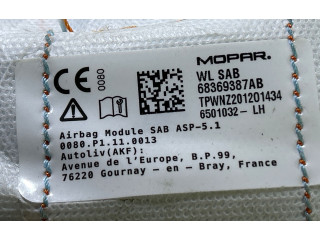 MOPAR.
CE 0080
WL SAB
68369387AB
TPWNZ201201434
6501032- LH
Airbag Module SAB ASP-5.1
0080.P1.11.0013
Autoliv(AKF):
Avenue de l'Europe, B.P.99,
76220 Gournay - en - Bray, France